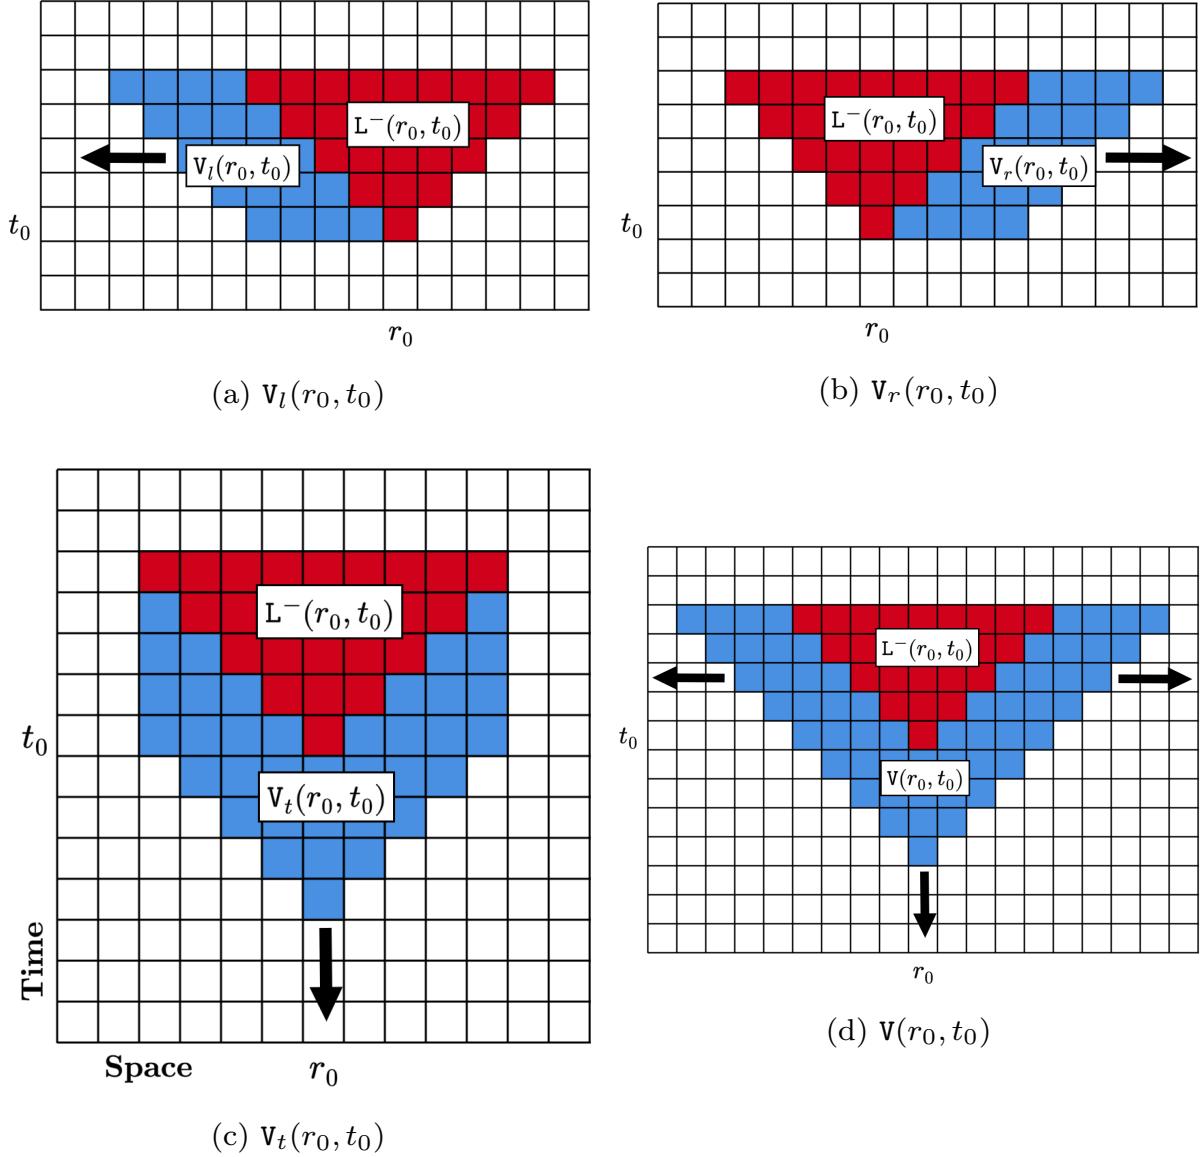 L⁻(r₀, t₀)
V_l(r₀, t₀)
t₀
r₀
(a) V_l(r₀, t₀)
L⁻(r₀, t₀)
V_r(r₀, t₀)
t₀
r₀
(b) V_r(r₀, t₀)
L⁻(r₀, t₀)
t₀
V_t(r₀, t₀)
Time
Space
r₀
(c) V_t(r₀, t₀)
L⁻(r₀, t₀)
t₀
V(r₀, t₀)
r₀
(d) V(r₀, t₀)